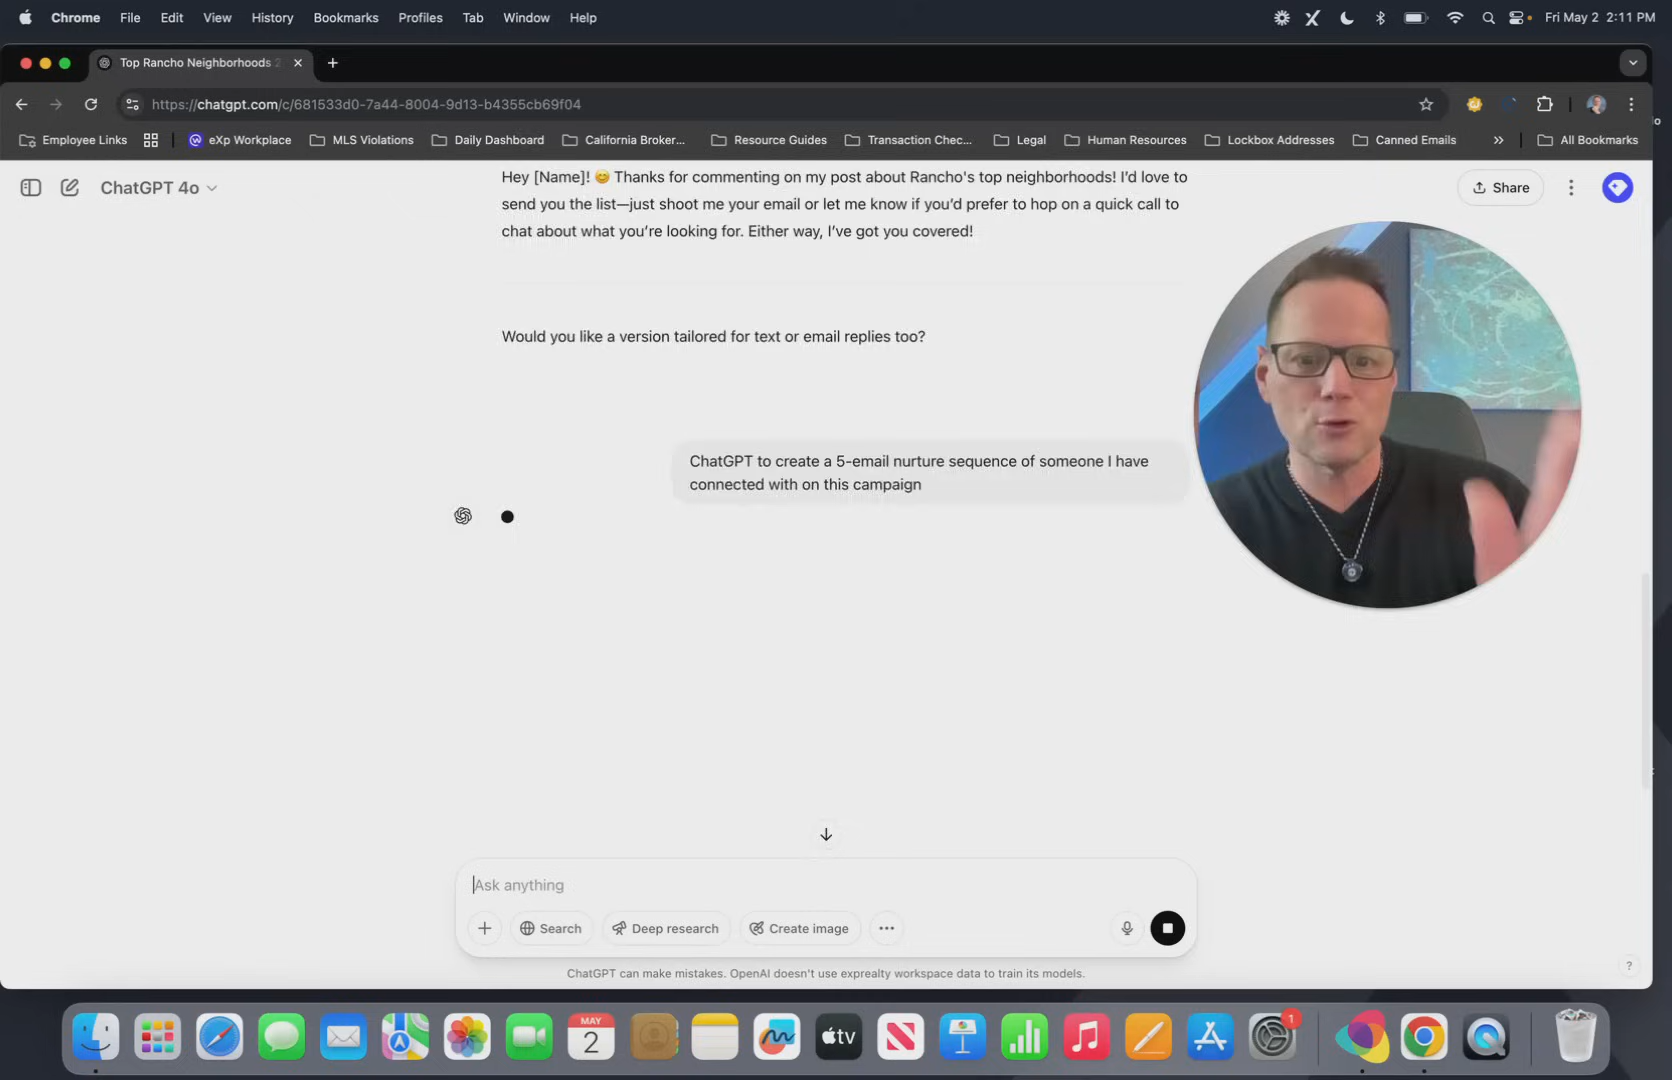 Chrome File Edit View History Bookmarks Profiles Tab Window Help Fri May 2 2:11 PM
Top Rancho Neighborhoods 2
https://chatgpt.com/c/681533d0-7a44-8004-9d13-b4355cb69f04
Employee Links eXp Workplace MLS Violations Daily Dashboard California Broker... Resource Guides Transaction Chec... Legal Human Resources Lockbox Addresses Canned Emails » All Bookmarks
ChatGPT 4o Share
Hey [Name]! 😊 Thanks for commenting on my post about Rancho's top neighborhoods! I'd love to
send you the list—just shoot me your email or let me know if you'd prefer to hop on a quick call to
chat about what you're looking for. Either way, I've got you covered!
Would you like a version tailored for text or email replies too?
ChatGPT to create a 5-email nurture sequence of someone I have
connected with on this campaign
Ask anything
Search Deep research Create image
ChatGPT can make mistakes. OpenAI doesn't use exprealty workspace data to train its models.
?
MAY
2
tv
1